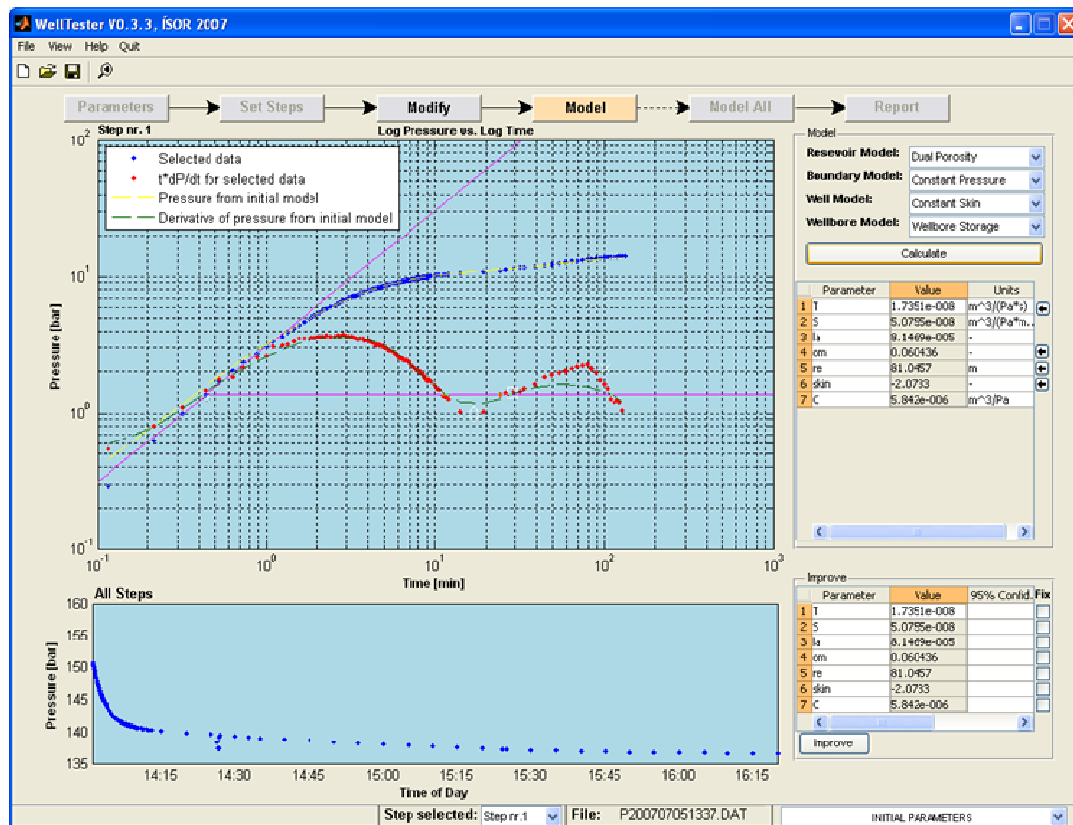 WellTester V0.3.3, ÍSOR 2007
File View Help Quit
Parameters Set Steps Modify Model Model All Report
Step nr. 1 Log Pressure vs. Log Time
Selected data
t*dP/dt for selected data
Pressure from initial model
Derivative of pressure from initial model
Pressure [bar]
10^2
10^1
10^0
10^-1
10^-1 10^0 10^1 10^2 10^3
Time [min]
Model
Resevoir Model: Dual Porosity
Boundary Model: Constant Pressure
Well Model: Constant Skin
Wellbore Model: Wellbore Storage
Calculate
Parameter Value Units
1 T 1.7351e-008 m^3/(Pa*s)
2 S 5.0755e-008 m^3/(Pa*m..
3 la -
4 om 0.060436 -
5 re 81.0457 m
6 skin -2.0733 -
7 C 5.842e-006 m^3/Pa
All Steps
Pressure [bar]
160
155
150
145
140
135
14:15 14:30 14:45 15:00 15:15 15:30 15:45 16:00 16:15
Time of Day
Improve
Parameter Value 95% Confid. Fix
1 T 1.7351e-008
2 S 5.0755e-008
3 la
4 om 0.060436
5 re 81.0457
6 skin -2.0733
7 C 5.842e-006
Improve
Step selected: Step nr.1 File: P200707051337.DAT INITIAL PARAMETERS